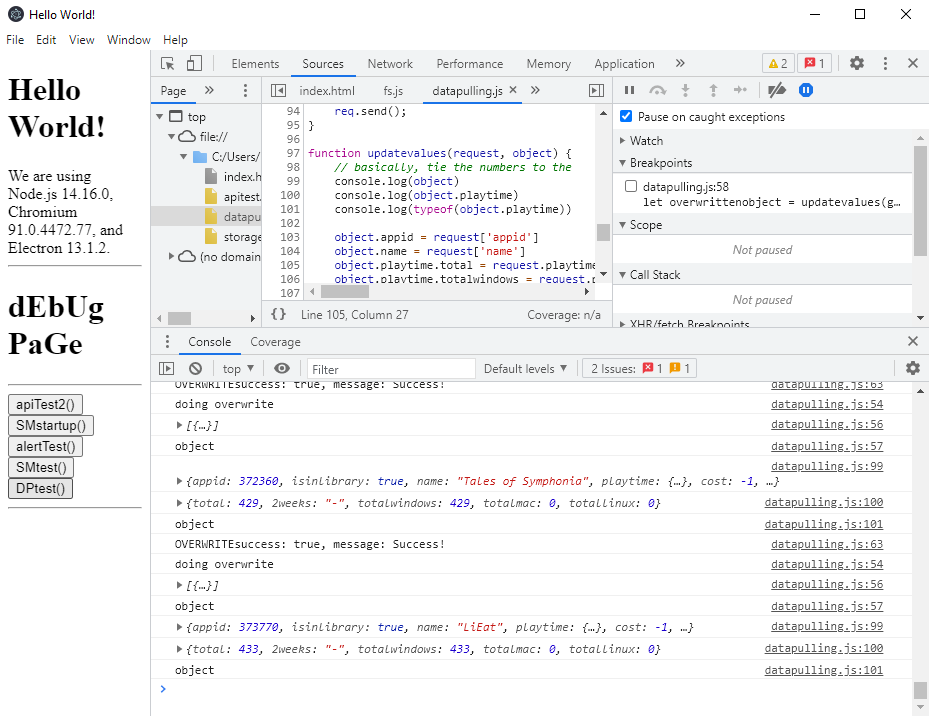 Hello World!
File Edit View Window Help
Hello
World!
We are using
Node.js 14.16.0,
Chromium
91.0.4472.77, and
Electron 13.1.2.
dEbUg
PaGe
apiTest2()
SMstartup()
alertTest()
SMtest()
DPtest()
Elements Sources Network Performance Memory Application » 2 1
Page »
top
file://
C:/Users/
index.h
apitest.
datapu
storage
(no domain
index.html fs.js datapulling.js × »
94 req.send();
95 }
96
97 function updatevalues(request, object) {
98 // basically, tie the numbers to the
99 console.log(object)
100 console.log(object.playtime)
101 console.log(typeof(object.playtime))
102
103 object.appid = request['appid']
104 object.name = request['name']
105 object.playtime.total = request.playtime
106 object.playtime.totalwindows = request.p
107
{} Line 105, Column 27 Coverage: n/a
Pause on caught exceptions
Watch
Breakpoints
datapulling.js:58
let overwrittenobject = updatevalues(g…
Scope
Not paused
Call Stack
Not paused
XHR/fetch Breakpoints
Console Coverage
top Filter Default levels 2 Issues: 1 1
OVERWRITEsuccess: true, message: Success! datapulling.js:63
doing overwrite datapulling.js:54
[{…}] datapulling.js:56
object datapulling.js:57
datapulling.js:99
{appid: 372360, isinlibrary: true, name: "Tales of Symphonia", playtime: {…}, cost: -1, …}
{total: 429, 2weeks: "-", totalwindows: 429, totalmac: 0, totallinux: 0} datapulling.js:100
object datapulling.js:101
OVERWRITEsuccess: true, message: Success! datapulling.js:63
doing overwrite datapulling.js:54
[{…}] datapulling.js:56
object datapulling.js:57
{appid: 373770, isinlibrary: true, name: "LiEat", playtime: {…}, cost: -1, …} datapulling.js:99
{total: 433, 2weeks: "-", totalwindows: 433, totalmac: 0, totallinux: 0} datapulling.js:100
object datapulling.js:101
>